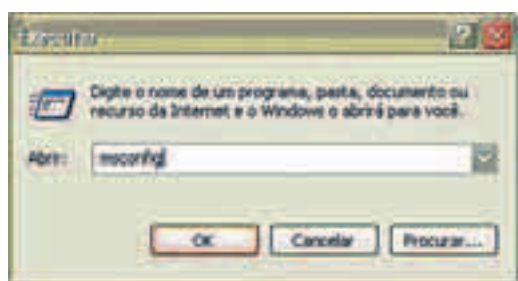 Executar
Digite o nome de um programa, pasta, documento ou
recurso da Internet e o Windows o abrirá para você.
Abrir:
msconfig
OK
Cancelar
Procurar...